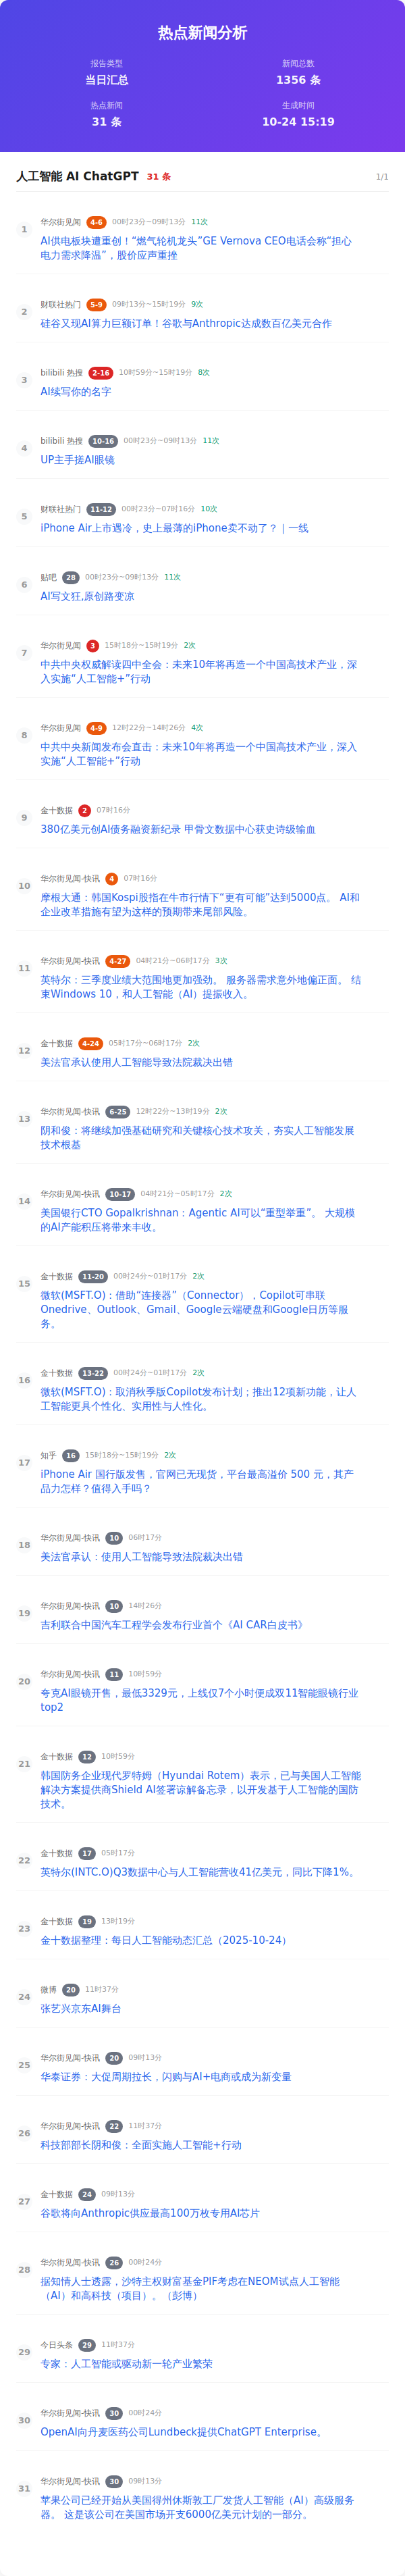 热点新闻分析
报告类型
当日汇总
新闻总数
1356 条
热点新闻
31 条
生成时间
10-24 15:19
人工智能 AI ChatGPT 31 条 1/1
1
华尔街见闻 4-6 00时23分~09时13分 11次
AI供电板块遭重创！“燃气轮机龙头”GE Vernova CEO电话会称“担心
电力需求降温”，股价应声重挫
2
财联社热门 5-9 09时13分~15时19分 9次
硅谷又现AI算力巨额订单！谷歌与Anthropic达成数百亿美元合作
3
bilibili 热搜 2-16 10时59分~15时19分 8次
AI续写你的名字
4
bilibili 热搜 10-16 00时23分~09时13分 11次
UP主手搓AI眼镜
5
财联社热门 11-12 00时23分~07时16分 10次
iPhone Air上市遇冷，史上最薄的iPhone卖不动了？｜一线
6
贴吧 28 00时23分~09时13分 11次
AI写文狂,原创路变凉
7
华尔街见闻 3 15时18分~15时19分 2次
中共中央权威解读四中全会：未来10年将再造一个中国高技术产业，深
入实施“人工智能+”行动
8
华尔街见闻 4-9 12时22分~14时26分 4次
中共中央新闻发布会直击：未来10年将再造一个中国高技术产业，深入
实施“人工智能+”行动
9
金十数据 2 07时16分
380亿美元创AI债务融资新纪录 甲骨文数据中心获史诗级输血
10
华尔街见闻-快讯 4 07时16分
摩根大通：韩国Kospi股指在牛市行情下“更有可能”达到5000点。 AI和
企业改革措施有望为这样的预期带来尾部风险。
11
华尔街见闻-快讯 4-27 04时21分~06时17分 3次
英特尔：三季度业绩大范围地更加强劲。 服务器需求意外地偏正面。 结
束Windows 10，和人工智能（AI）提振收入。
12
金十数据 4-24 05时17分~06时17分 2次
美法官承认使用人工智能导致法院裁决出错
13
华尔街见闻-快讯 6-25 12时22分~13时19分 2次
阴和俊：将继续加强基础研究和关键核心技术攻关，夯实人工智能发展
技术根基
14
华尔街见闻-快讯 10-17 04时21分~05时17分 2次
美国银行CTO Gopalkrishnan：Agentic AI可以“重型举重”。 大规模
的AI产能积压将带来丰收。
15
金十数据 11-20 00时24分~01时17分 2次
微软(MSFT.O)：借助“连接器”（Connector），Copilot可串联
Onedrive、Outlook、Gmail、Google云端硬盘和Google日历等服
务。
16
金十数据 13-22 00时24分~01时17分 2次
微软(MSFT.O)：取消秋季版Copilot发布计划；推出12项新功能，让人
工智能更具个性化、实用性与人性化。
17
知乎 16 15时18分~15时19分 2次
iPhone Air 国行版发售，官网已无现货，平台最高溢价 500 元，其产
品力怎样？值得入手吗？
18
华尔街见闻-快讯 10 06时17分
美法官承认：使用人工智能导致法院裁决出错
19
华尔街见闻-快讯 10 14时26分
吉利联合中国汽车工程学会发布行业首个《AI CAR白皮书》
20
华尔街见闻-快讯 11 10时59分
夸克AI眼镜开售，最低3329元，上线仅7个小时便成双11智能眼镜行业
top2
21
金十数据 12 10时59分
韩国防务企业现代罗特姆（Hyundai Rotem）表示，已与美国人工智能
解决方案提供商Shield AI签署谅解备忘录，以开发基于人工智能的国防
技术。
22
金十数据 17 05时17分
英特尔(INTC.O)Q3数据中心与人工智能营收41亿美元，同比下降1%。
23
金十数据 19 13时19分
金十数据整理：每日人工智能动态汇总（2025-10-24）
24
微博 20 11时37分
张艺兴京东AI舞台
25
华尔街见闻-快讯 20 09时13分
华泰证券：大促周期拉长，闪购与AI+电商或成为新变量
26
华尔街见闻-快讯 22 11时37分
科技部部长阴和俊：全面实施人工智能+行动
27
金十数据 24 09时13分
谷歌将向Anthropic供应最高100万枚专用AI芯片
28
华尔街见闻-快讯 26 00时24分
据知情人士透露，沙特主权财富基金PIF考虑在NEOM试点人工智能
（AI）和高科技（项目）。（彭博）
29
今日头条 29 11时37分
专家：人工智能或驱动新一轮产业繁荣
30
华尔街见闻-快讯 30 00时24分
OpenAI向丹麦医药公司Lundbeck提供ChatGPT Enterprise。
31
华尔街见闻-快讯 30 09时13分
苹果公司已经开始从美国得州休斯敦工厂发货人工智能（AI）高级服务
器。 这是该公司在美国市场开支6000亿美元计划的一部分。